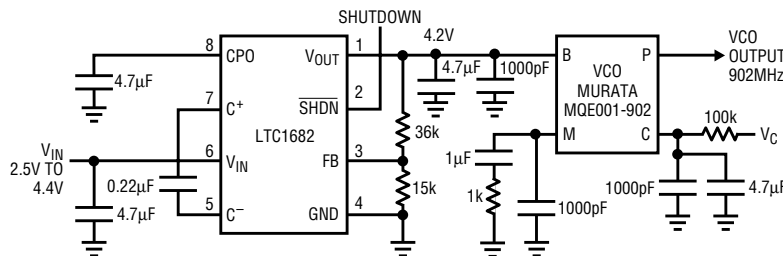 SHUTDOWN
8
CPO
VOUT
1
4.2V
4.7µF
4.7µF
1000pF
B
P
VCO
OUTPUT
902MHz
VCO
MURATA
MQE001-902
7
C+
SHDN
2
LTC1682
36k
M
C
100k
VC
VIN
2.5V TO
4.4V
6
VIN
FB
3
1µF
0.22µF
15k
1k
1000pF
1000pF
4.7µF
4.7µF
5
C–
GND
4